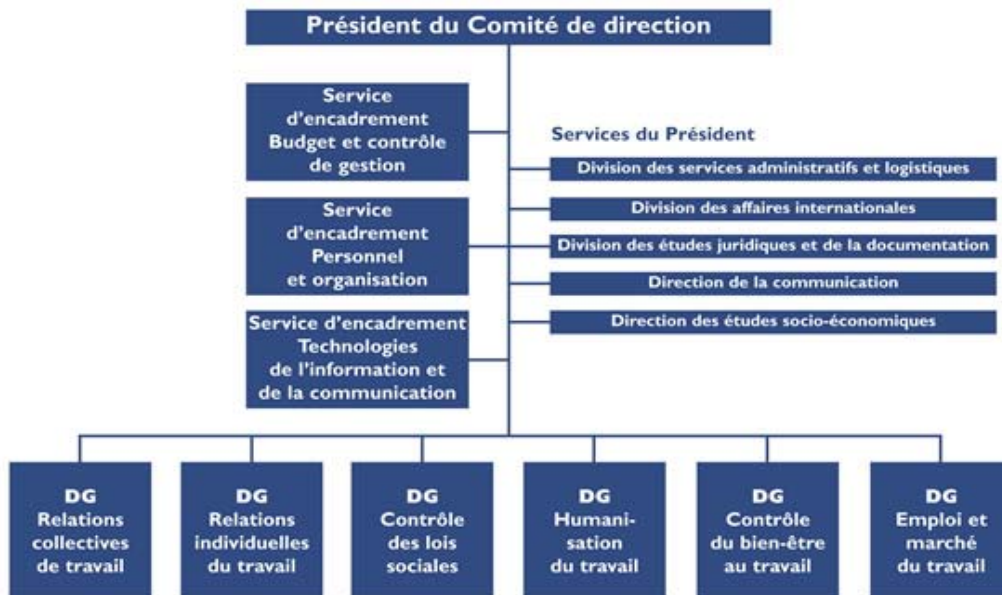 Président du Comité de direction
Service
d'encadrement
Budget et contrôle
de gestion
Service
d'encadrement
Personnel
et organisation
Service d'encadrement
Technologies
de l'information et
de la communication
Services du Président
Division des services administratifs et logistiques
Division des affaires internationales
Division des études juridiques et de la documentation
Direction de la communication
Direction des études socio-économiques
DG
Relations
collectives
de travail
DG
Relations
individuelles
du travail
DG
Contrôle
des lois
sociales
DG
Humani-
sation
du travail
DG
Contrôle
du bien-être
au travail
DG
Emploi et
marché
du travail